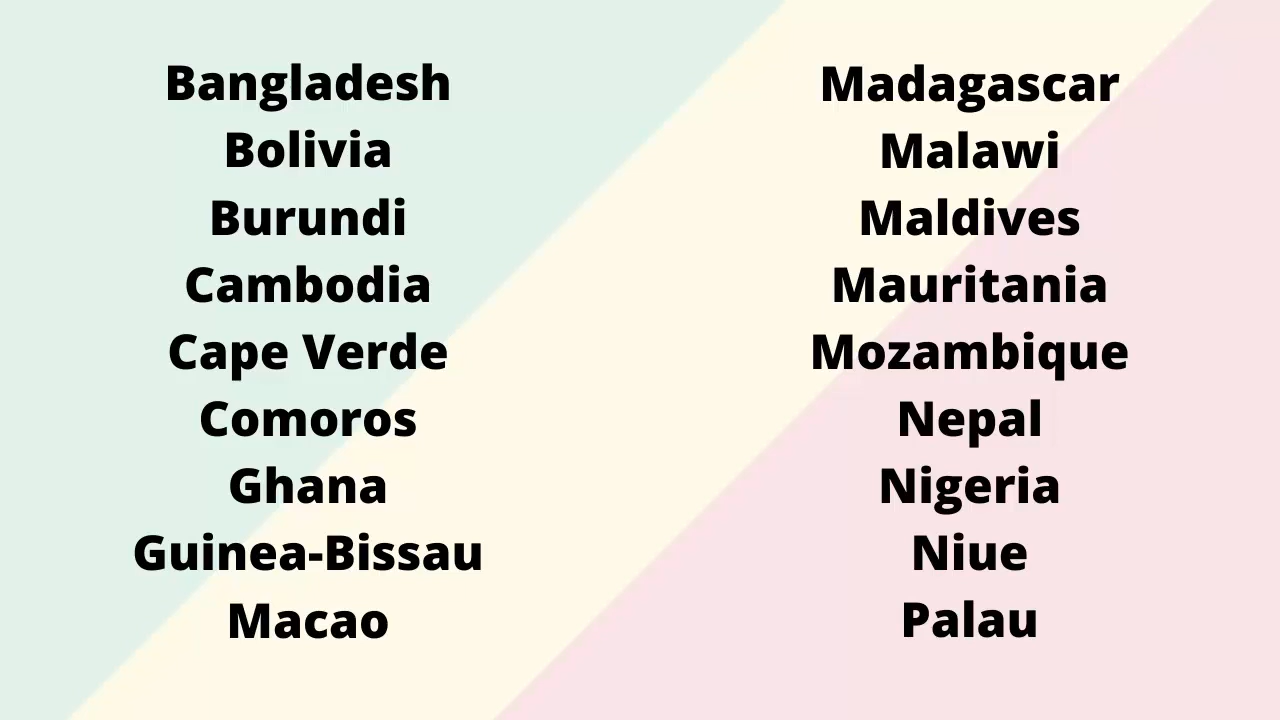 Bangladesh
Bolivia
Burundi
Cambodia
Cape Verde
Comoros
Ghana
Guinea-Bissau
Macao
Madagascar
Malawi
Maldives
Mauritania
Mozambique
Nepal
Nigeria
Niue
Palau